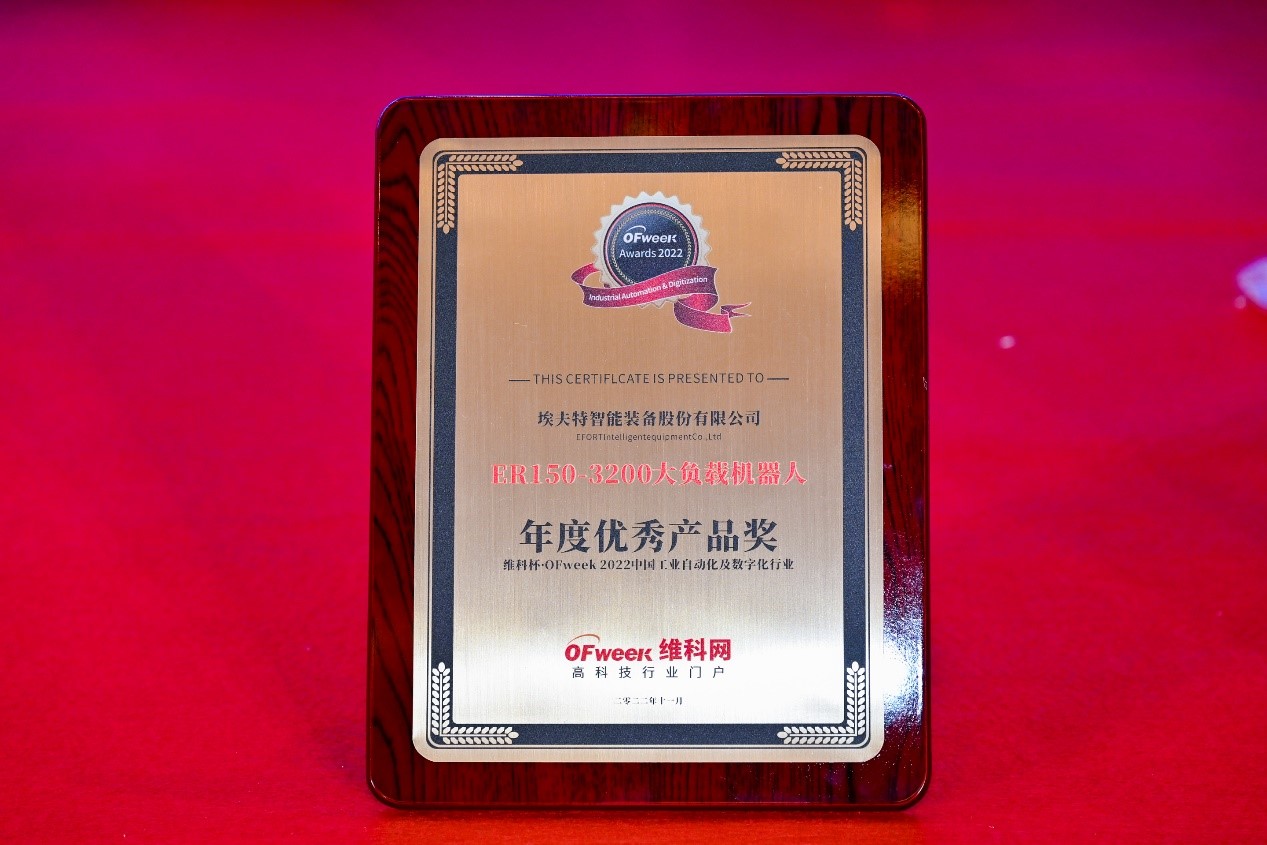 OFweek
Awards 2022
Industrial Automation & Digitization
THIS CERTIFLCATE IS PRESENTED TO
埃夫特智能装备股份有限公司
EFORTIntelligentequipmentCo.,Ltd
ER150-3200大负载机器人
年度优秀产品奖
维科杯·OFweek 2022中国工业自动化及数字化行业
OFweek 维科网
高科技行业门户
二零二二年十一月